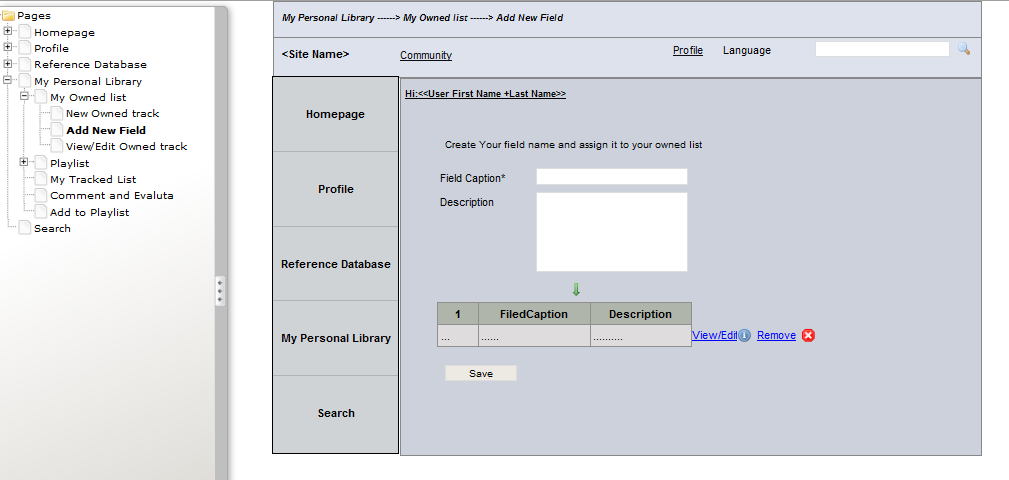 Pages
Homepage
Profile
Reference Database
My Personal Library
My Owned list
New Owned track
Add New Field
View/Edit Owned track
Playlist
My Tracked List
Comment and Evaluta
Add to Playlist
Search
My Personal Library ------> My Owned list ------> Add New Field
<Site Name> Community Profile Language
Homepage
Profile
Reference Database
My Personal Library
Search
Hi:<<User First Name +Last Name>>
Create Your field name and assign it to your owned list
Field Caption*
Description
1 FiledCaption Description
... ...... .......... View/Edit Remove
Save